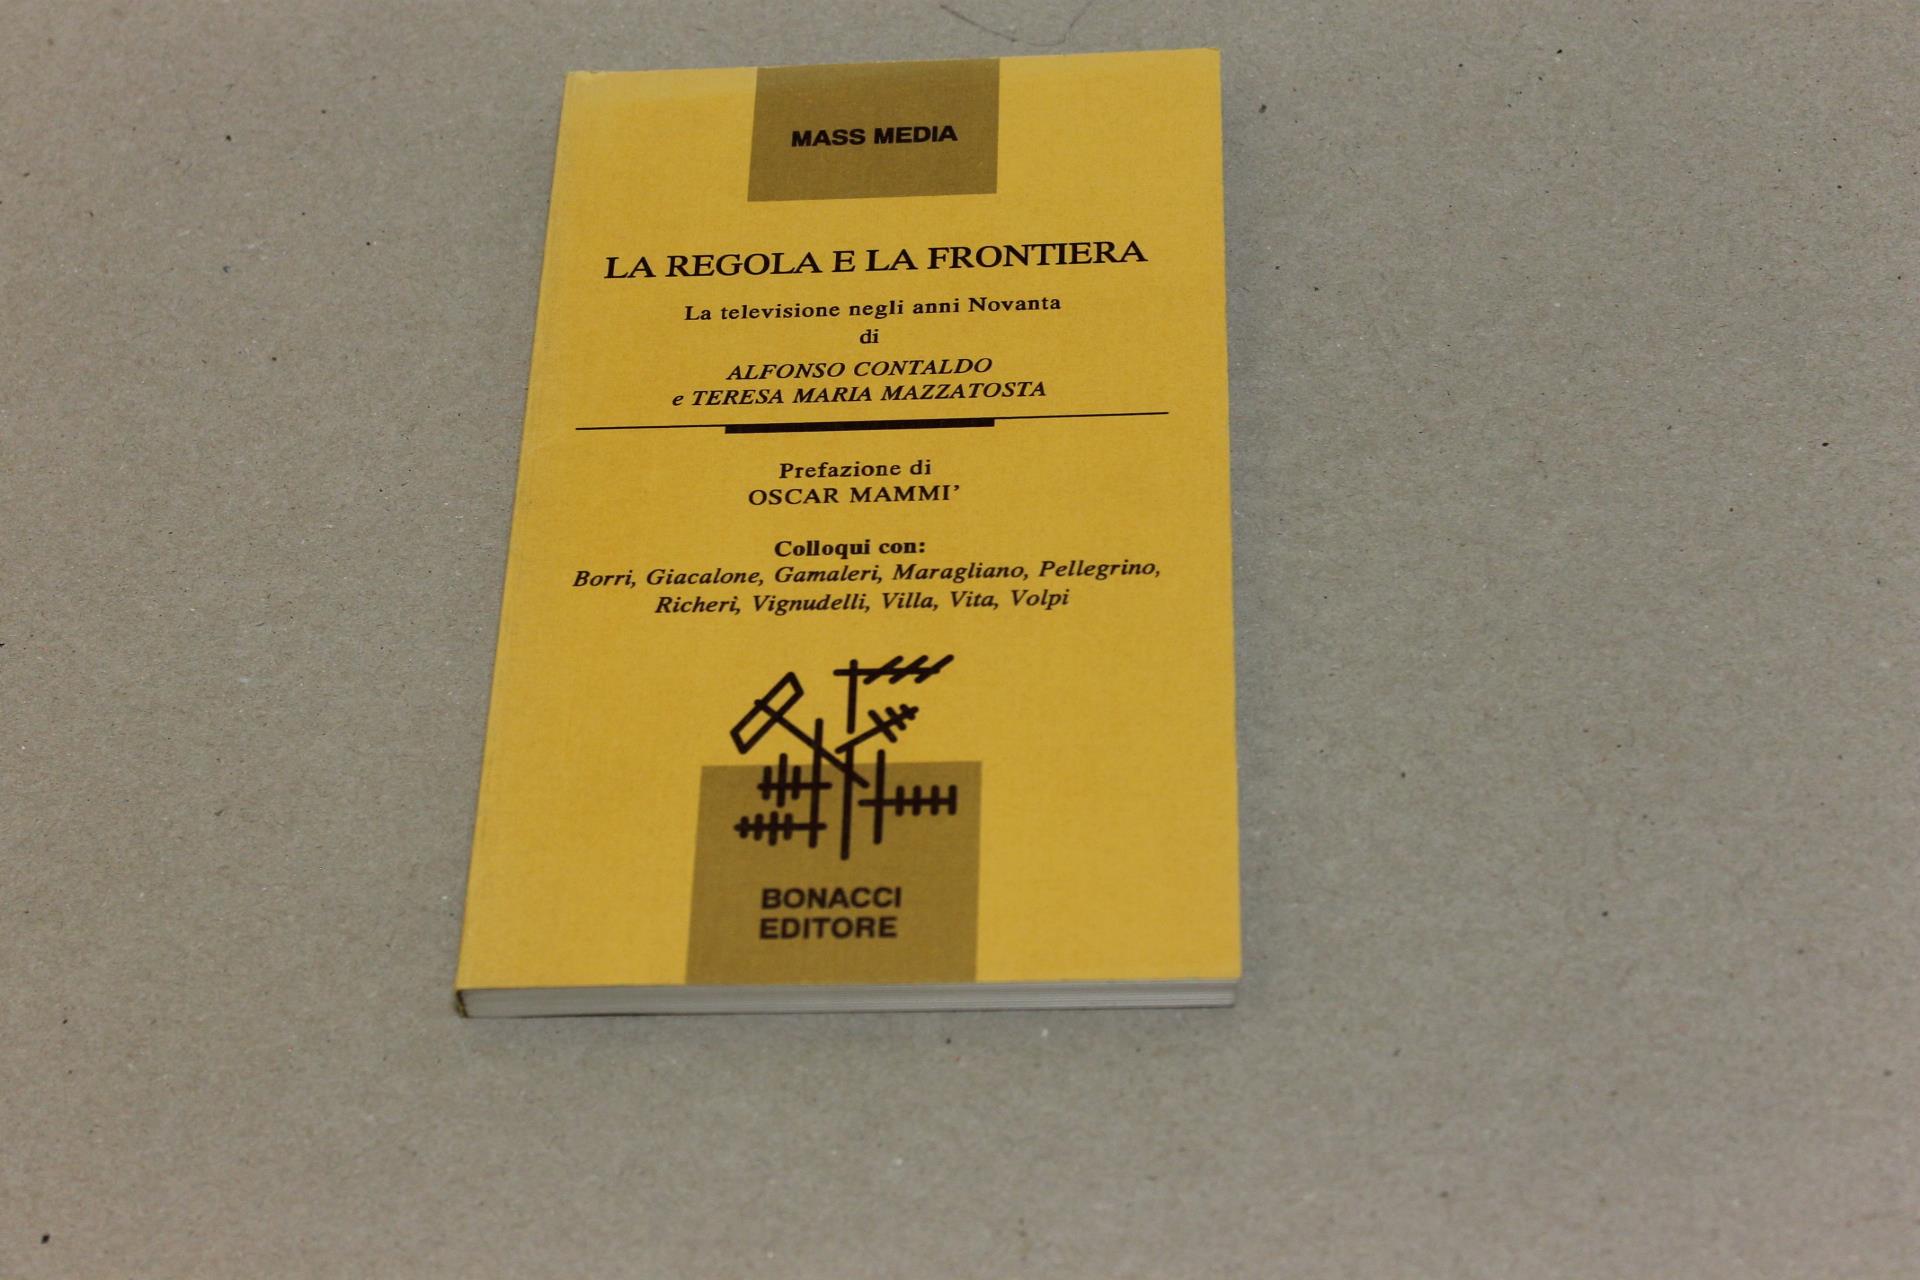 MASS MEDIA
LA REGOLA E LA FRONTIERA
La televisione negli anni Novanta
di
ALFONSO CONTALDO
e TERESA MARIA MAZZATOSTA
Prefazione di
OSCAR MAMMI’
Colloqui con:
Borri, Giacalone, Gamaleri, Maragliano, Pellegrino,
Richeri, Vignudelli, Villa, Vita, Volpi
BONACCI
EDITORE